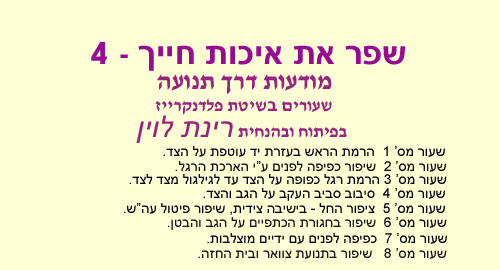 שפר את איכות חייך - 4
מודעות דרך תנועה
שעורים בשיטת פלדנקרייז
בפיתוח ובהנחית רינת לוין
שעור מס' 1 הרמת הראש בעזרת יד עוטפת על הצד.
שעור מס' 2 שיפור כפיפה לפנים ע"י הארכת הרגל.
שעור מס' 3 הרמת רגל כפופה על הצד עד לגילגול מצד לצד.
שעור מס' 4 סיבוב סביב העקב על הגב והצד.
שעור מס' 5 ציפור החל - בישיבה צידית, שיפור פיטול עה"ש.
שעור מס' 6 שיפור בחגורת הכתפיים על הגב והבטן.
שעור מס' 7 כפיפה לפנים עם ידיים מוצלבות.
שעור מס' 8 שיפור בתנועת צוואר ובית החזה.